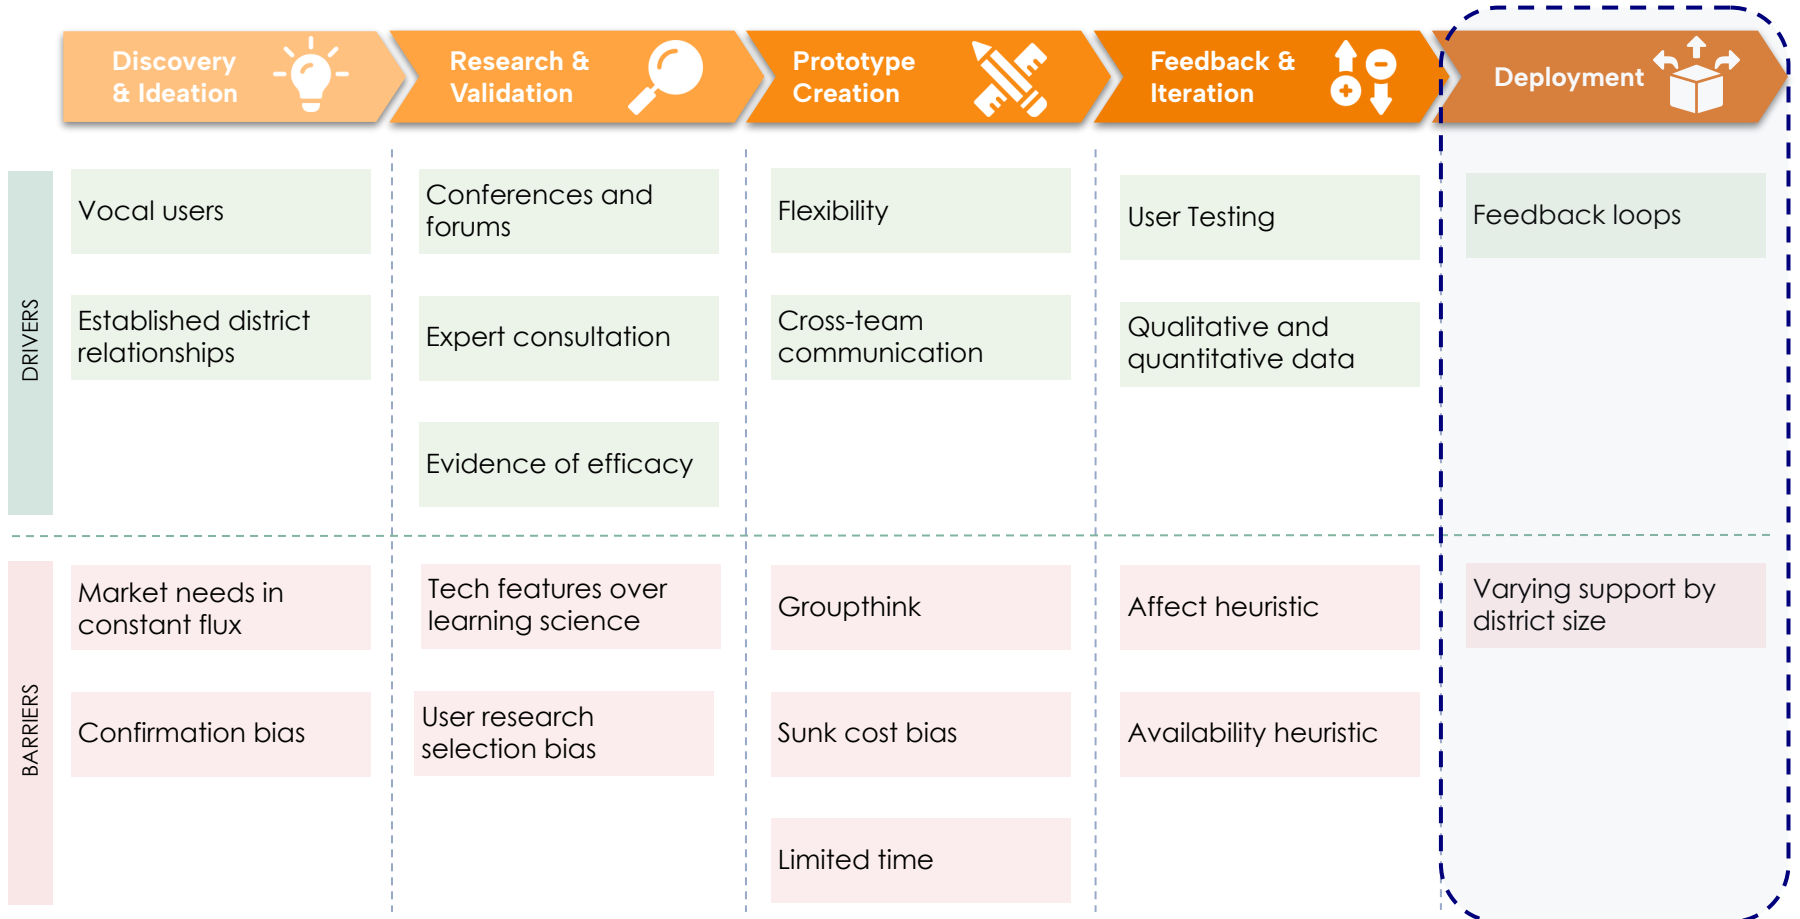 Discovery
& Ideation
Research &
Validation
Prototype
Creation
Feedback &
Iteration
Deployment
DRIVERS
Vocal users
Conferences and
forums
Flexibility
User Testing
Feedback loops
Established district
relationships
Expert consultation
Cross-team
communication
Qualitative and
quantitative data
Evidence of efficacy
BARRIERS
Market needs in
constant flux
Tech features over
learning science
Groupthink
Affect heuristic
Varying support by
district size
Confirmation bias
User research
selection bias
Sunk cost bias
Availability heuristic
Limited time